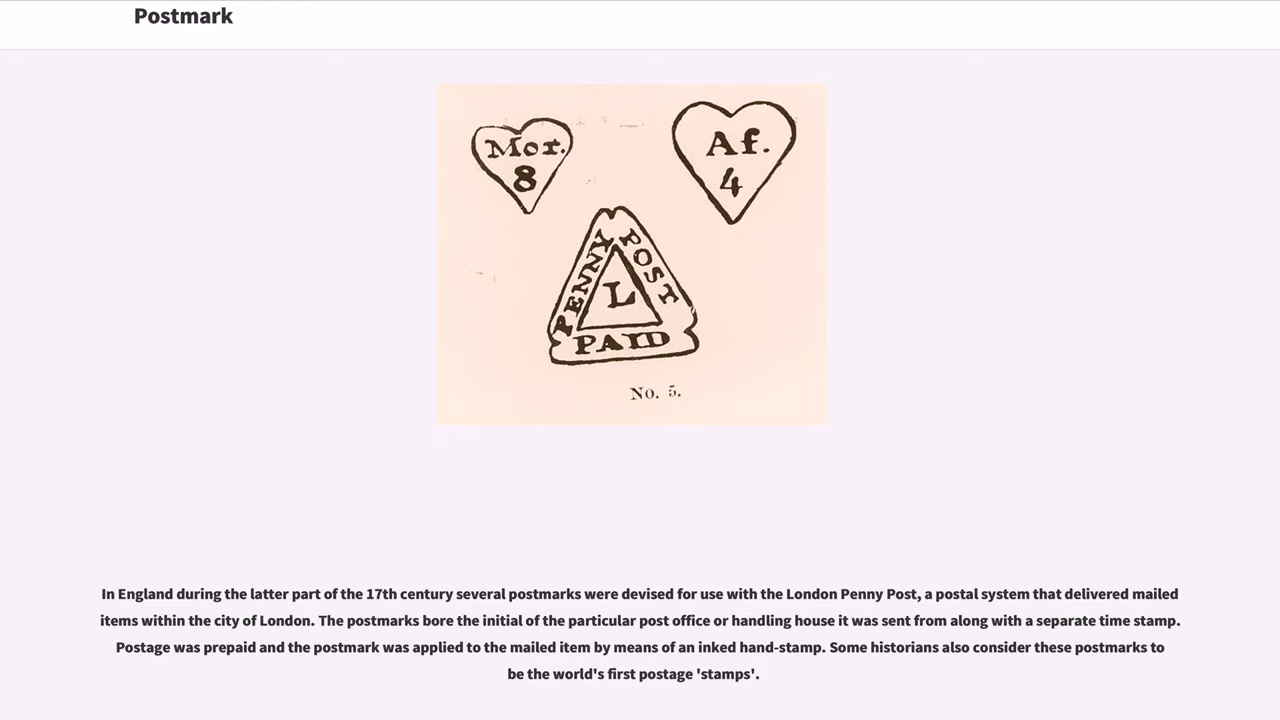 Postmark
Mor. Af.
8 4
PENNY POST
L
PAID
No. 5.
In England during the latter part of the 17th century several postmarks were devised for use with the London Penny Post, a postal system that delivered mailed
items within the city of London. The postmarks bore the initial of the particular post office or handling house it was sent from along with a separate time stamp.
Postage was prepaid and the postmark was applied to the mailed item by means of an inked hand-stamp. Some historians also consider these postmarks to
be the world's first postage 'stamps'.